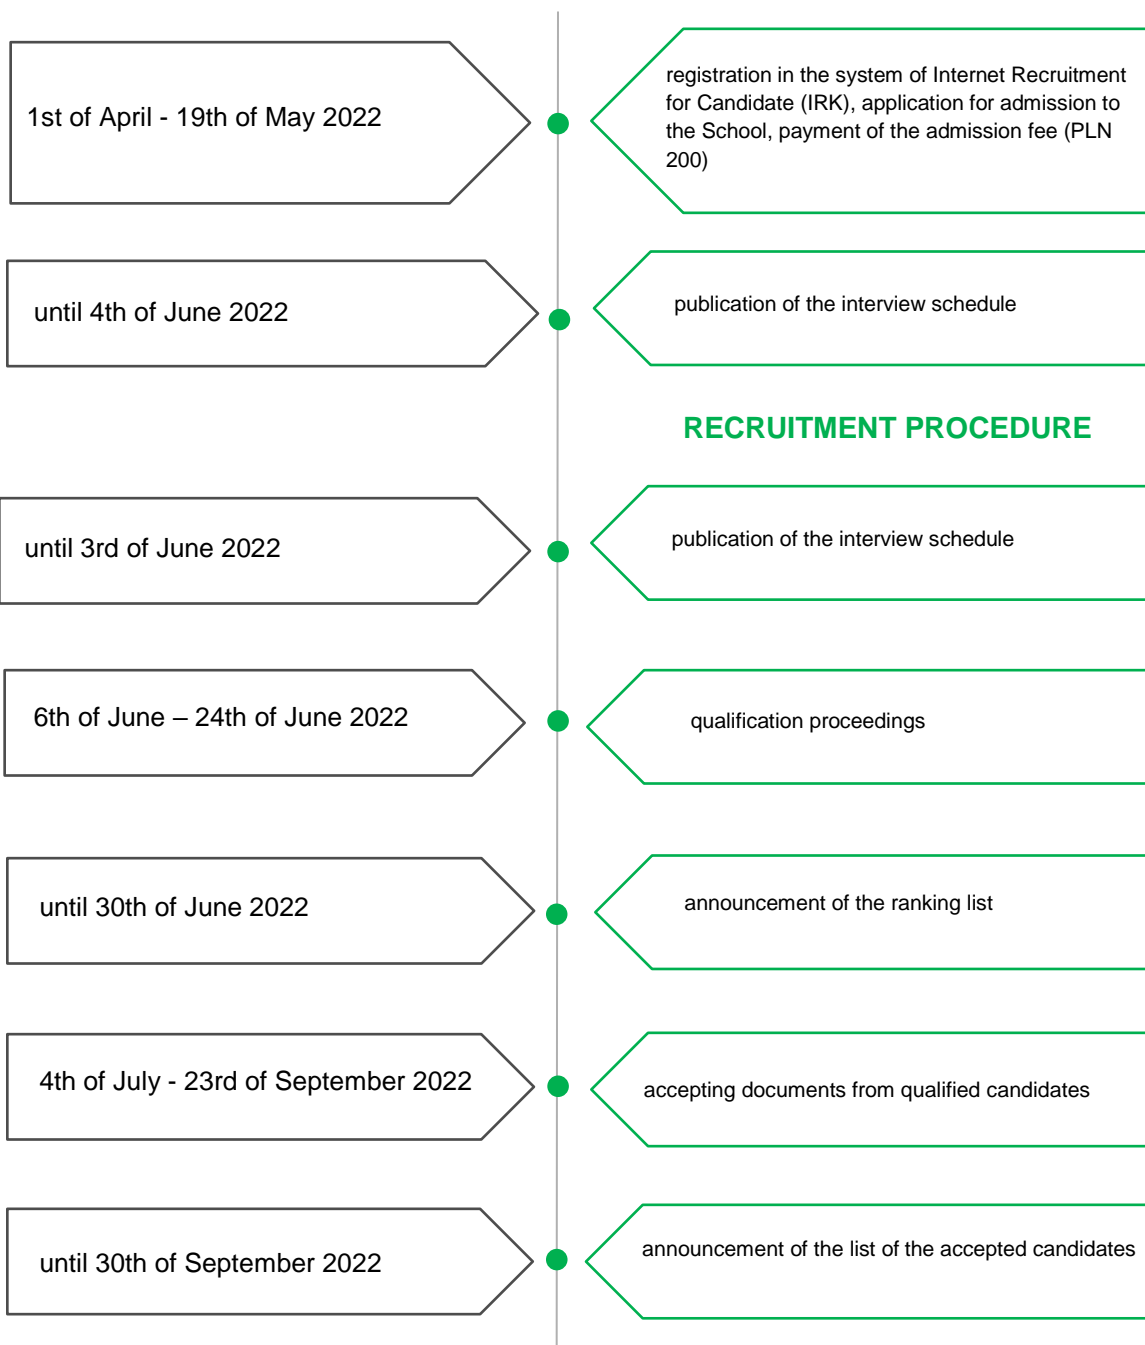 1st of April - 19th of May 2022
registration in the system of Internet Recruitment
for Candidate (IRK), application for admission to
the School, payment of the admission fee (PLN
200)
until 4th of June 2022
publication of the interview schedule
RECRUITMENT PROCEDURE
until 3rd of June 2022
publication of the interview schedule
6th of June – 24th of June 2022
qualification proceedings
until 30th of June 2022
announcement of the ranking list
4th of July - 23rd of September 2022
accepting documents from qualified candidates
until 30th of September 2022
announcement of the list of the accepted candidates